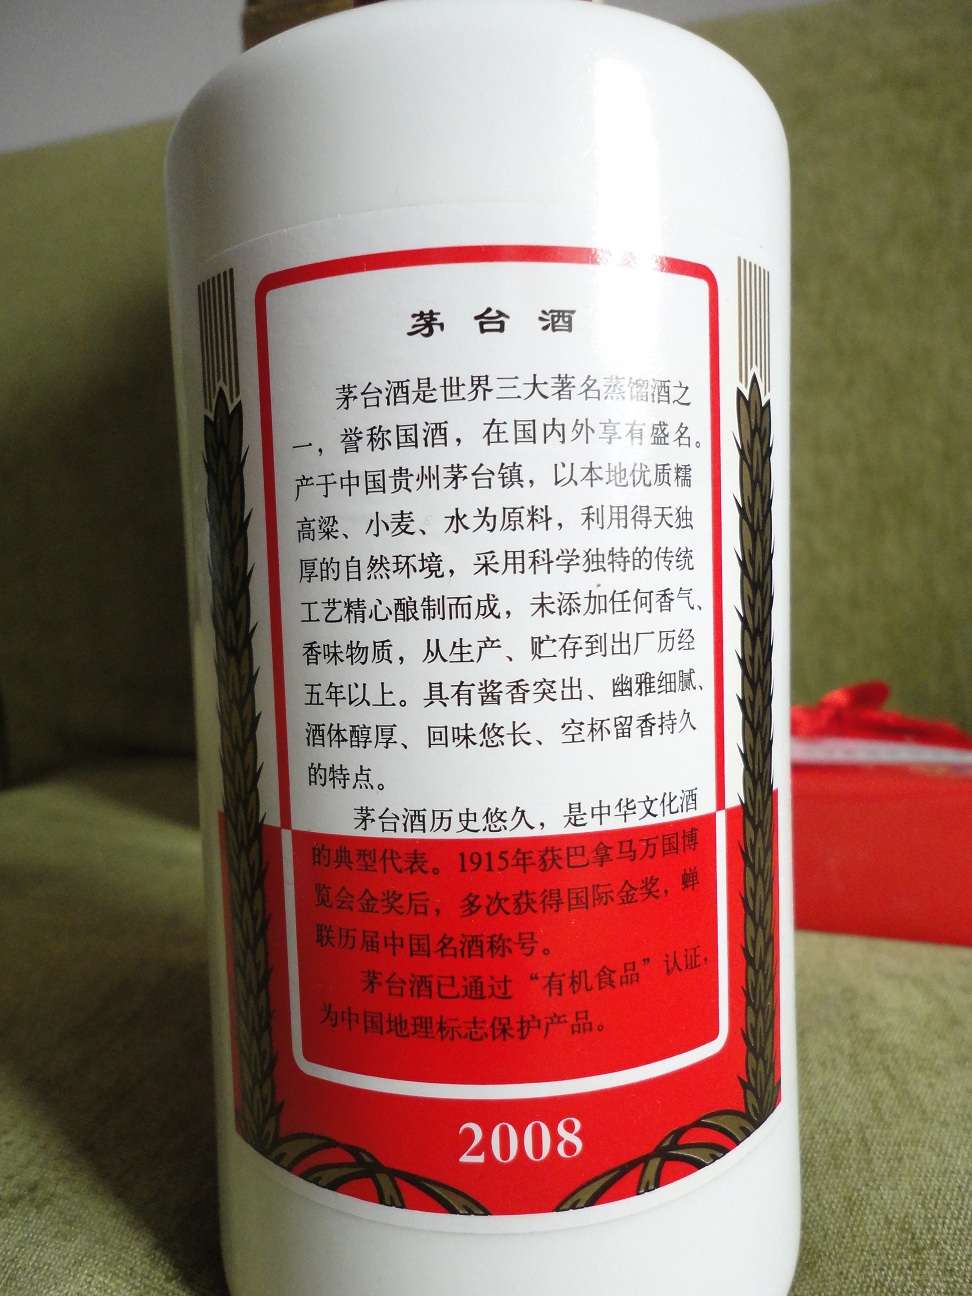 茅台酒
茅台酒是世界三大著名蒸馏酒之
一，誉称国酒，在国内外享有盛名。
产于中国贵州茅台镇，以本地优质糯
高粱、小麦、水为原料，利用得天独
厚的自然环境，采用科学独特的传统
工艺精心酿制而成，未添加任何香气、
香味物质，从生产、贮存到出厂历经
五年以上。具有酱香突出、幽雅细腻、
酒体醇厚、回味悠长、空杯留香持久
的特点。
茅台酒历史悠久，是中华文化酒
的典型代表。1915年获巴拿马万国博
览会金奖后，多次获得国际金奖，蝉
联历届中国名酒称号。
茅台酒已通过“有机食品”认证，
为中国地理标志保护产品。
2008